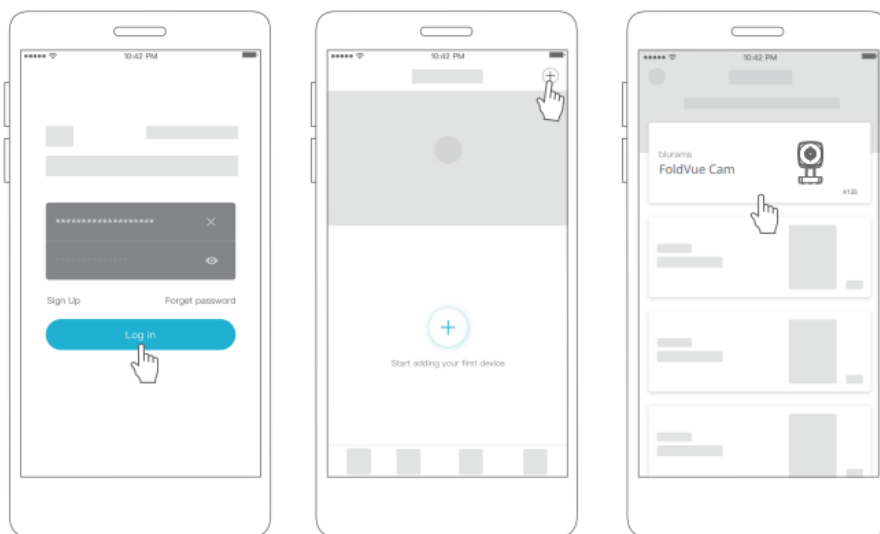 10:42 PM
*******************
Sign Up
Forget password
Log in
10:42 PM
Start adding your first device
10:42 PM
blurams
FoldVue Cam
A12S